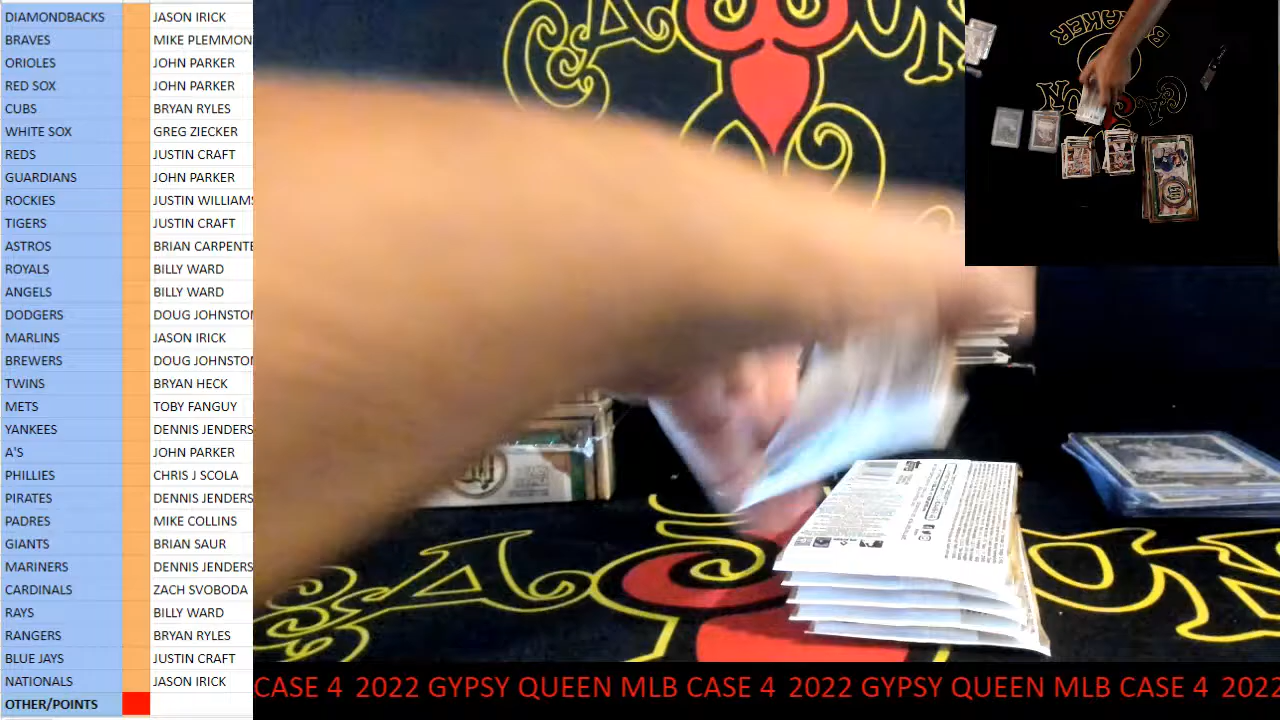 DIAMONDBACKS JASON IRICK
BRAVES MIKE PLEMMON
ORIOLES JOHN PARKER
RED SOX JOHN PARKER
CUBS BRYAN RYLES
WHITE SOX GREG ZIECKER
REDS JUSTIN CRAFT
GUARDIANS JOHN PARKER
ROCKIES JUSTIN WILLIAMS
TIGERS JUSTIN CRAFT
ASTROS BRIAN CARPENTE
ROYALS BILLY WARD
ANGELS BILLY WARD
DODGERS DOUG JOHNSTON
MARLINS JASON IRICK
BREWERS DOUG JOHNSTON
TWINS BRYAN HECK
METS TOBY FANGUY
YANKEES DENNIS JENDERS
A'S JOHN PARKER
PHILLIES CHRIS J SCOLA
PIRATES DENNIS JENDERS
PADRES MIKE COLLINS
GIANTS BRIAN SAUR
MARINERS DENNIS JENDERS
CARDINALS ZACH SVOBODA
RAYS BILLY WARD
RANGERS BRYAN RYLES
BLUE JAYS JUSTIN CRAFT
NATIONALS JASON IRICK
OTHER/POINTS
CASE 4 2022 GYPSY QUEEN MLB CASE 4 2022 GYPSY QUEEN MLB CASE 4 2022